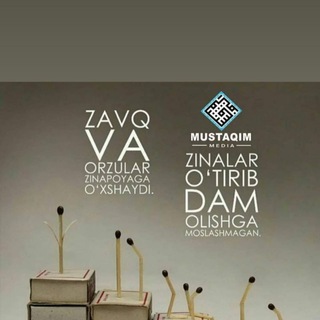 ZAVQ
VA
ORZULAR
ZINAPOYAGA
O‘XSHAYDI.
MUSTAQIM
MEDIA
ZINALAR
O‘TIRIB
DAM
OLISHGA
MOSLASHMAGAN.